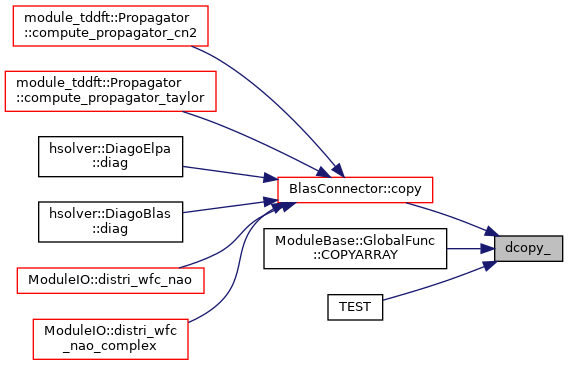 module_tddft::Propagator
::compute_propagator_cn2
module_tddft::Propagator
::compute_propagator_taylor
hsolver::DiagoElpa
::diag
hsolver::DiagoBlas
::diag
ModuleIO::distri_wfc_nao
ModuleIO::distri_wfc
_nao_complex
BlasConnector::copy
ModuleBase::GlobalFunc
::COPYARRAY
TEST
dcopy_